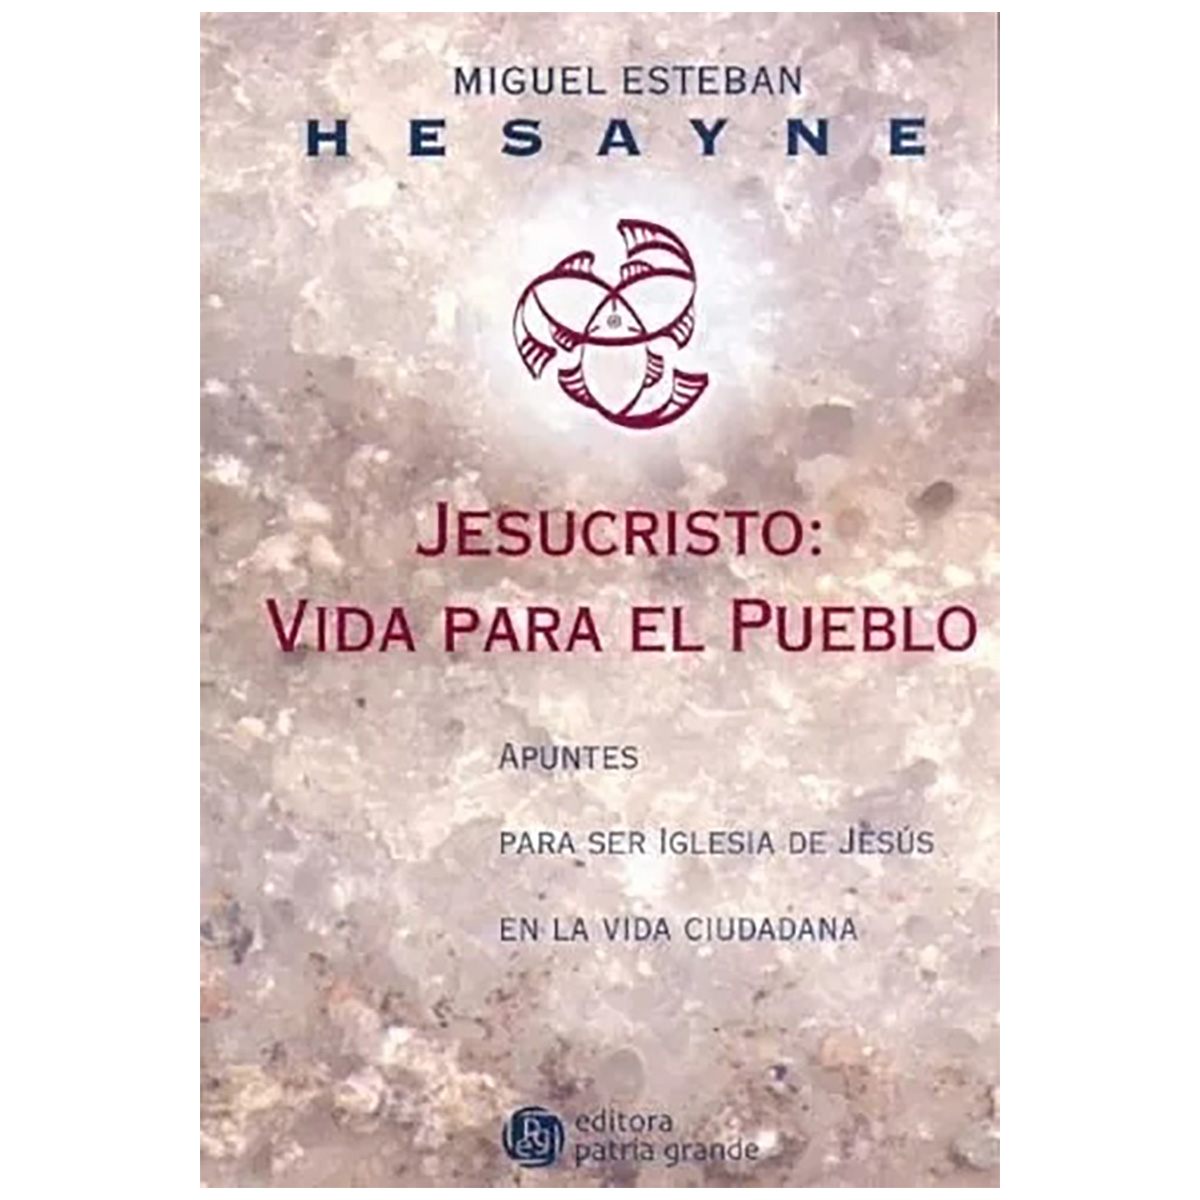 MIGUEL ESTEBAN
HESAYNE
JESUCRISTO:
VIDA PARA EL PUEBLO
APUNTES
PARA SER IGLESIA DE JESÚS
EN LA VIDA CIUDADANA
editora
patria grande